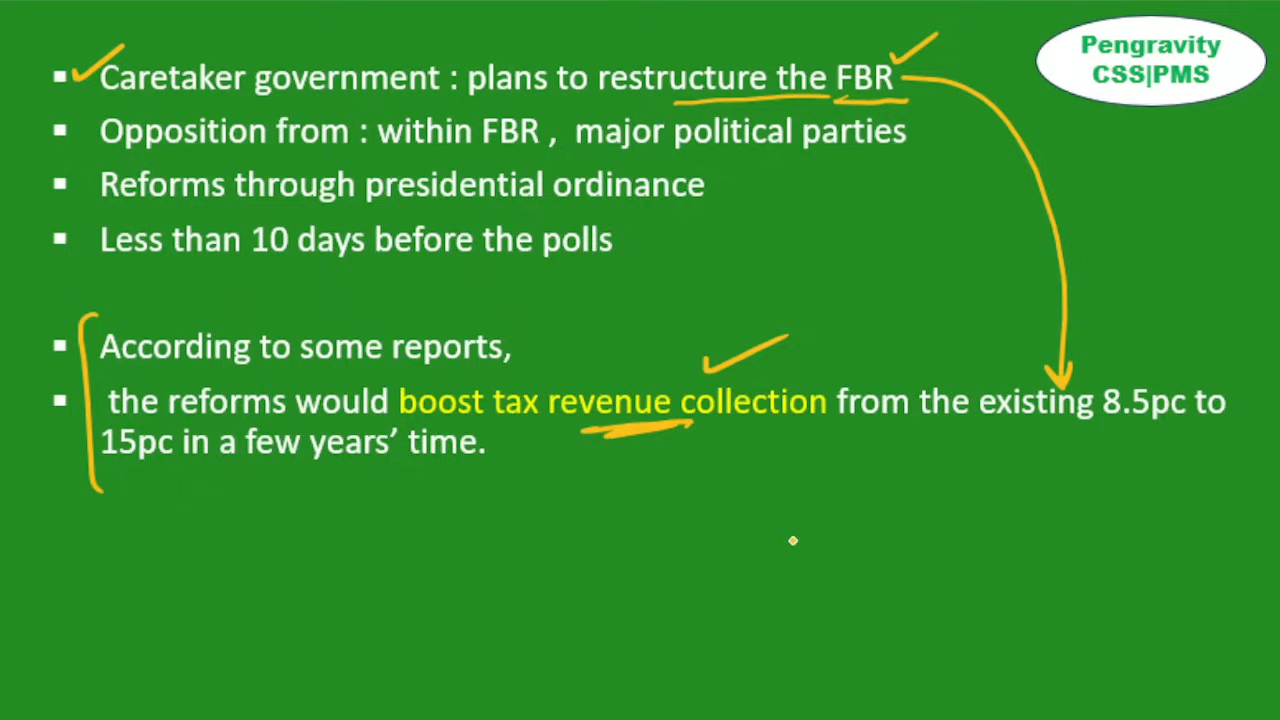 Pengravity
CSS|PMS
▪ Caretaker government : plans to restructure the FBR
▪ Opposition from : within FBR , major political parties
▪ Reforms through presidential ordinance
▪ Less than 10 days before the polls
▪ According to some reports,
▪ the reforms would boost tax revenue collection from the existing 8.5pc to
15pc in a few years’ time.